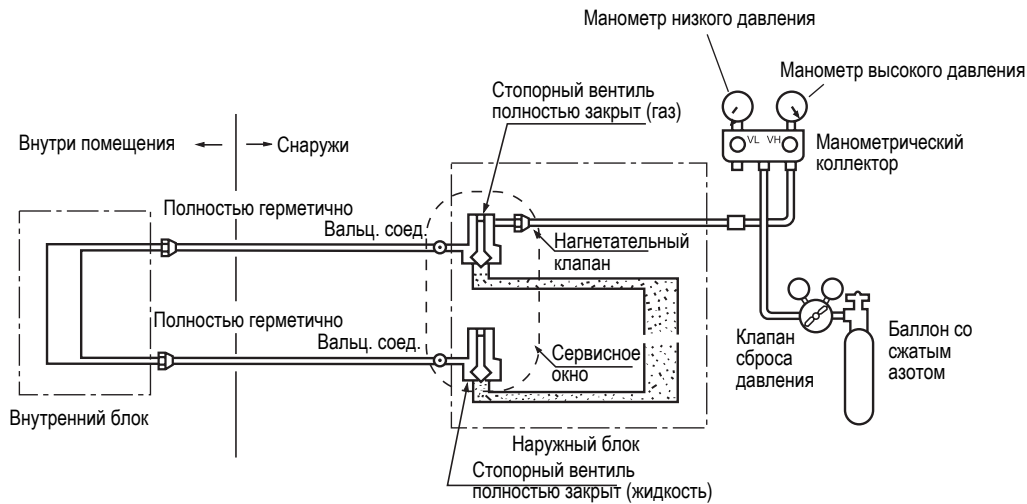 Манометр низкого давления
Манометр высокого давления
Стопорный вентиль
полностью закрыт (газ)
Внутри помещения
Снаружи
VL VH
Манометрический
коллектор
Полностью герметично
Вальц. соед.
Нагнетательный
клапан
Полностью герметично
Вальц. соед.
Сервисное
окно
Клапан
сброса
давления
Баллон со
сжатым
азотом
Внутренний блок
Наружный блок
Стопорный вентиль
полностью закрыт (жидкость)